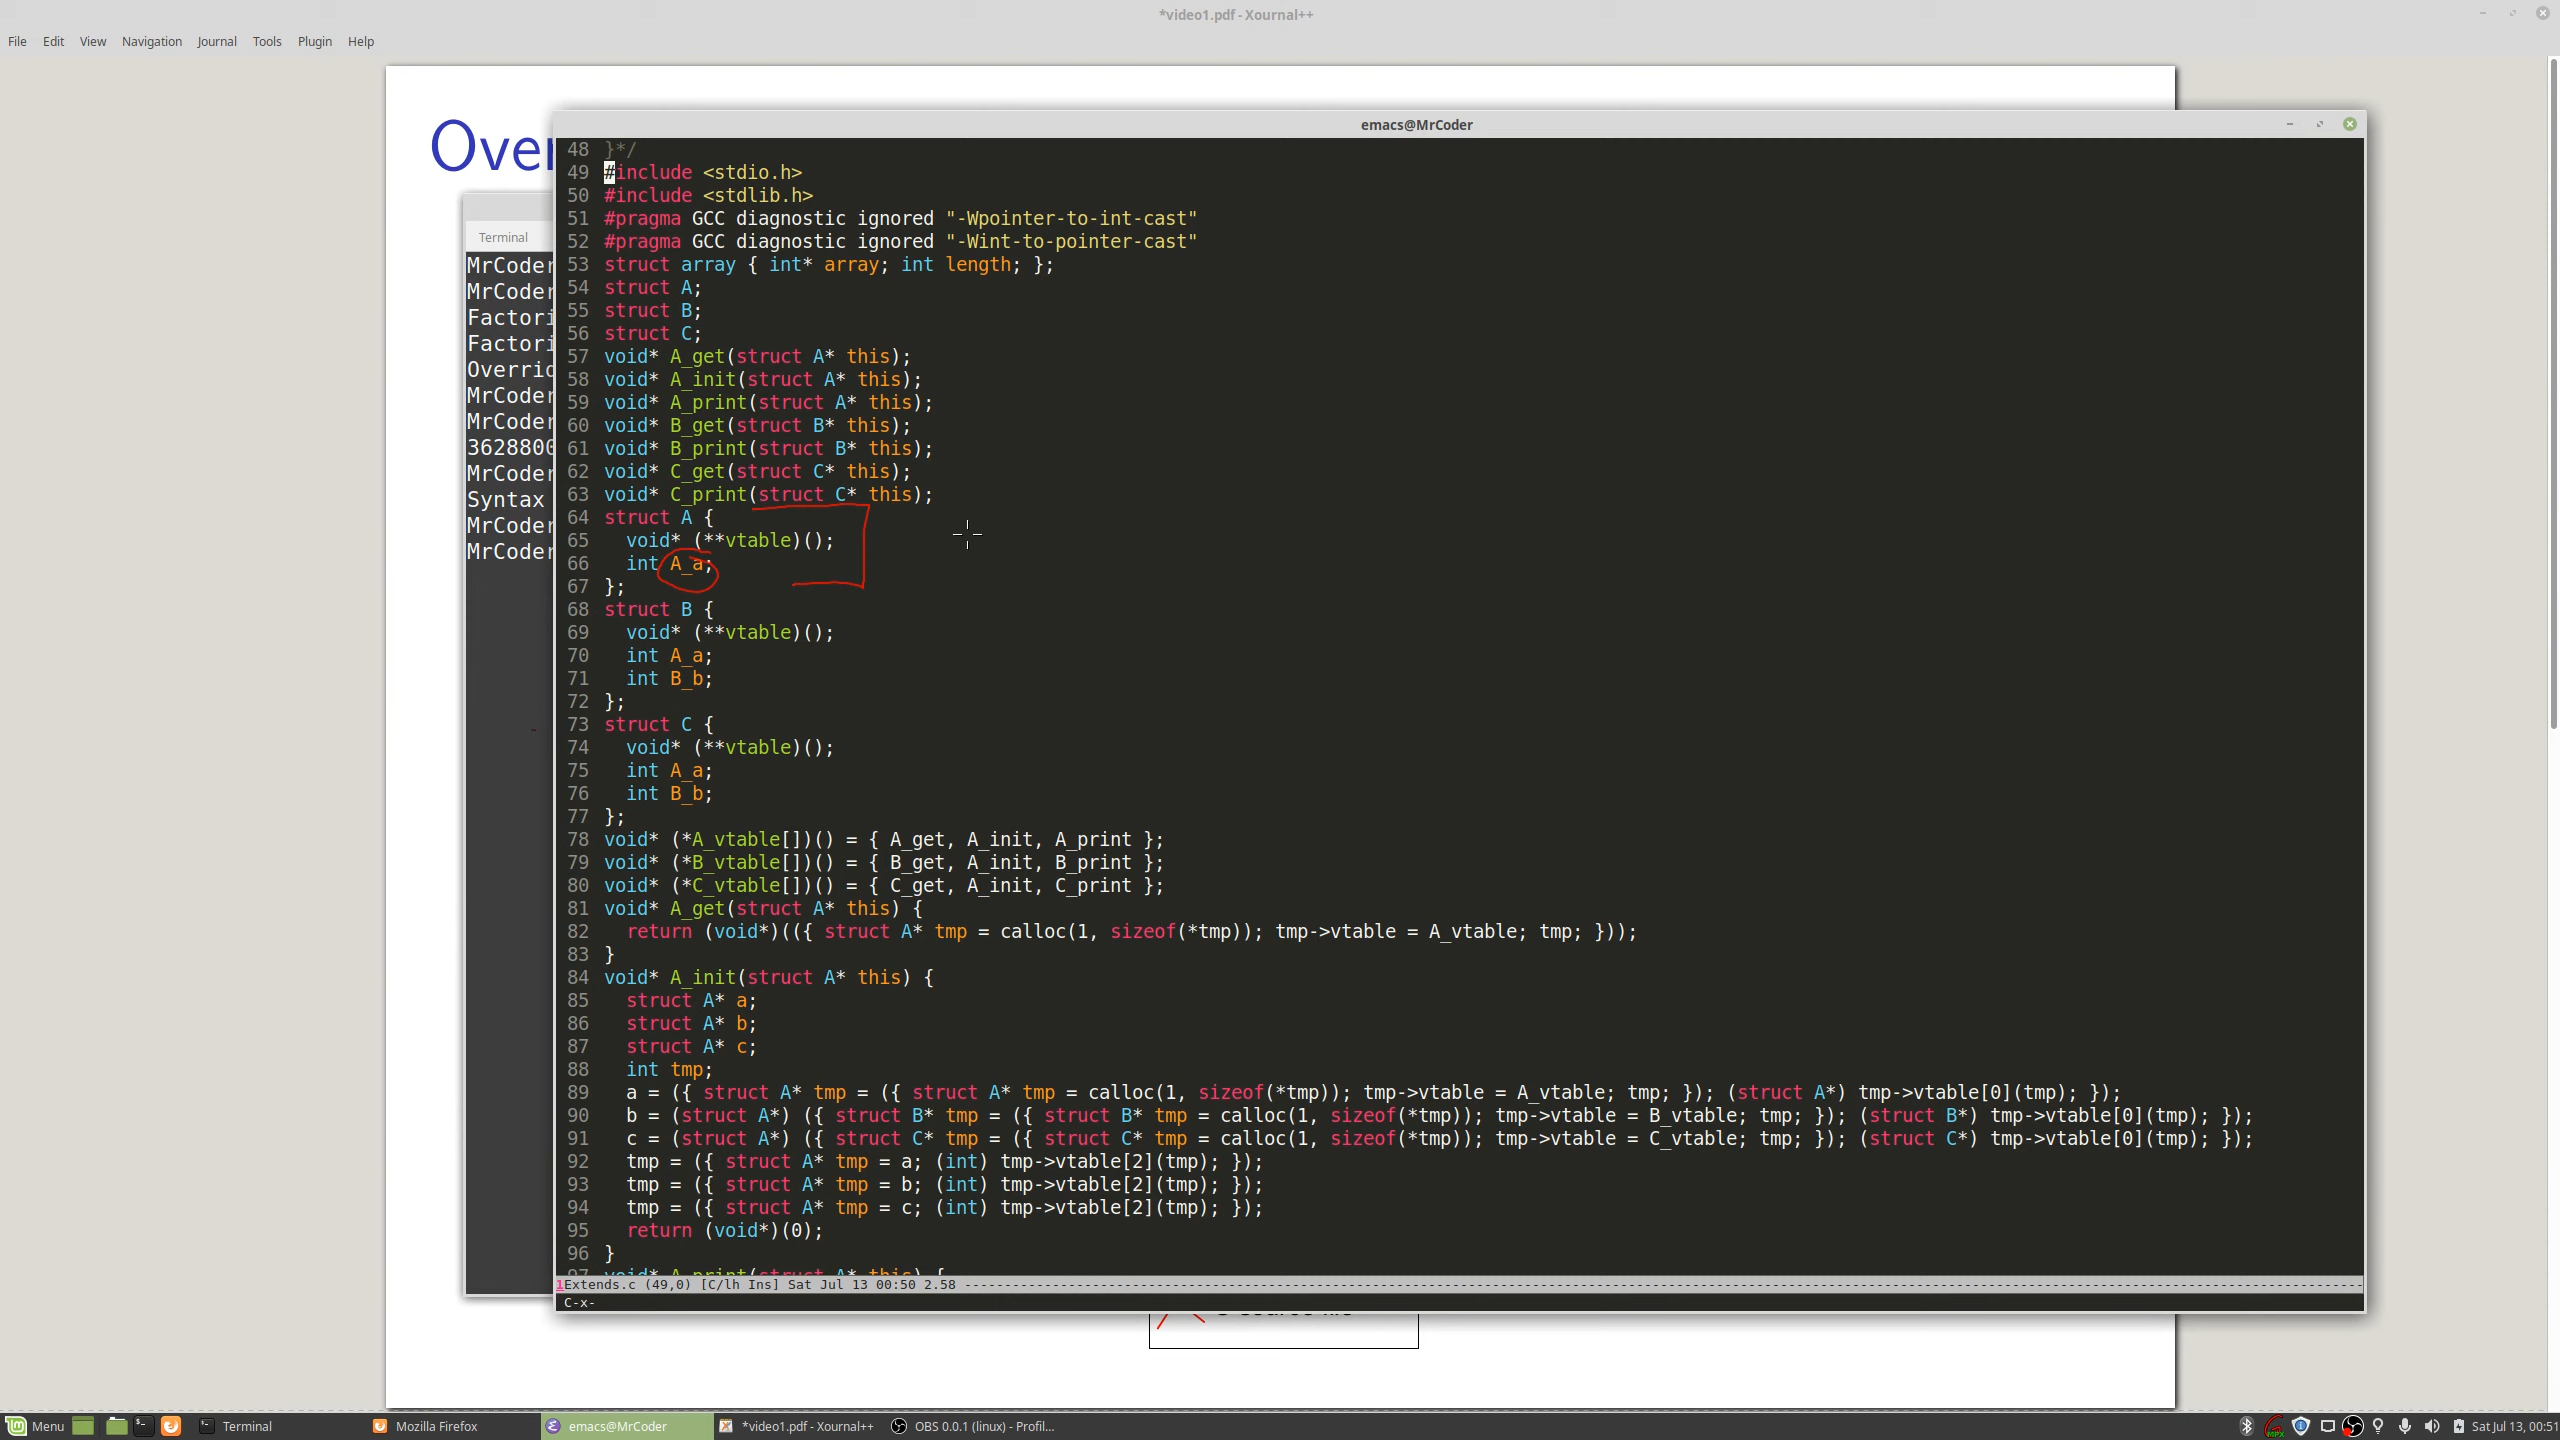 *video1.pdf - Xournal++
File Edit View Navigation Journal Tools Plugin Help
Over
emacs@MrCoder
Terminal
MrCoder
MrCoder
Factori
Factori
Overrid
MrCoder
MrCoder
3628800
MrCoder
Syntax
MrCoder
MrCoder
48 }*/
49 #include <stdio.h>
50 #include <stdlib.h>
51 #pragma GCC diagnostic ignored "-Wpointer-to-int-cast"
52 #pragma GCC diagnostic ignored "-Wint-to-pointer-cast"
53 struct array { int* array; int length; };
54 struct A;
55 struct B;
56 struct C;
57 void* A_get(struct A* this);
58 void* A_init(struct A* this);
59 void* A_print(struct A* this);
60 void* B_get(struct B* this);
61 void* B_print(struct B* this);
62 void* C_get(struct C* this);
63 void* C_print(struct C* this);
64 struct A {
65   void* (**vtable)();
66   int A_a;
67 };
68 struct B {
69   void* (**vtable)();
70   int A_a;
71   int B_b;
72 };
73 struct C {
74   void* (**vtable)();
75   int A_a;
76   int B_b;
77 };
78 void* (*A_vtable[])() = { A_get, A_init, A_print };
79 void* (*B_vtable[])() = { B_get, A_init, B_print };
80 void* (*C_vtable[])() = { C_get, A_init, C_print };
81 void* A_get(struct A* this) {
82   return (void*)(({ struct A* tmp = calloc(1, sizeof(*tmp)); tmp->vtable = A_vtable; tmp; }));
83 }
84 void* A_init(struct A* this) {
85   struct A* a;
86   struct A* b;
87   struct A* c;
88   int tmp;
89   a = ({ struct A* tmp = ({ struct A* tmp = calloc(1, sizeof(*tmp)); tmp->vtable = A_vtable; tmp; }); (struct A*) tmp->vtable[0](tmp); });
90   b = (struct A*) ({ struct B* tmp = ({ struct B* tmp = calloc(1, sizeof(*tmp)); tmp->vtable = B_vtable; tmp; }); (struct B*) tmp->vtable[0](tmp); });
91   c = (struct A*) ({ struct C* tmp = ({ struct C* tmp = calloc(1, sizeof(*tmp)); tmp->vtable = C_vtable; tmp; }); (struct C*) tmp->vtable[0](tmp); });
92   tmp = ({ struct A* tmp = a; (int) tmp->vtable[2](tmp); });
93   tmp = ({ struct A* tmp = b; (int) tmp->vtable[2](tmp); });
94   tmp = ({ struct A* tmp = c; (int) tmp->vtable[2](tmp); });
95   return (void*)(0);
96 }
97 void* A_print(struct A* this) {
1Extends.c (49,0) [C/lh Ins] Sat Jul 13 00:50 2.58
C-x-
Menu Terminal Mozilla Firefox emacs@MrCoder *video1.pdf - Xournal++ OBS 0.0.1 (linux) - Profil... Sat Jul 13, 00:51